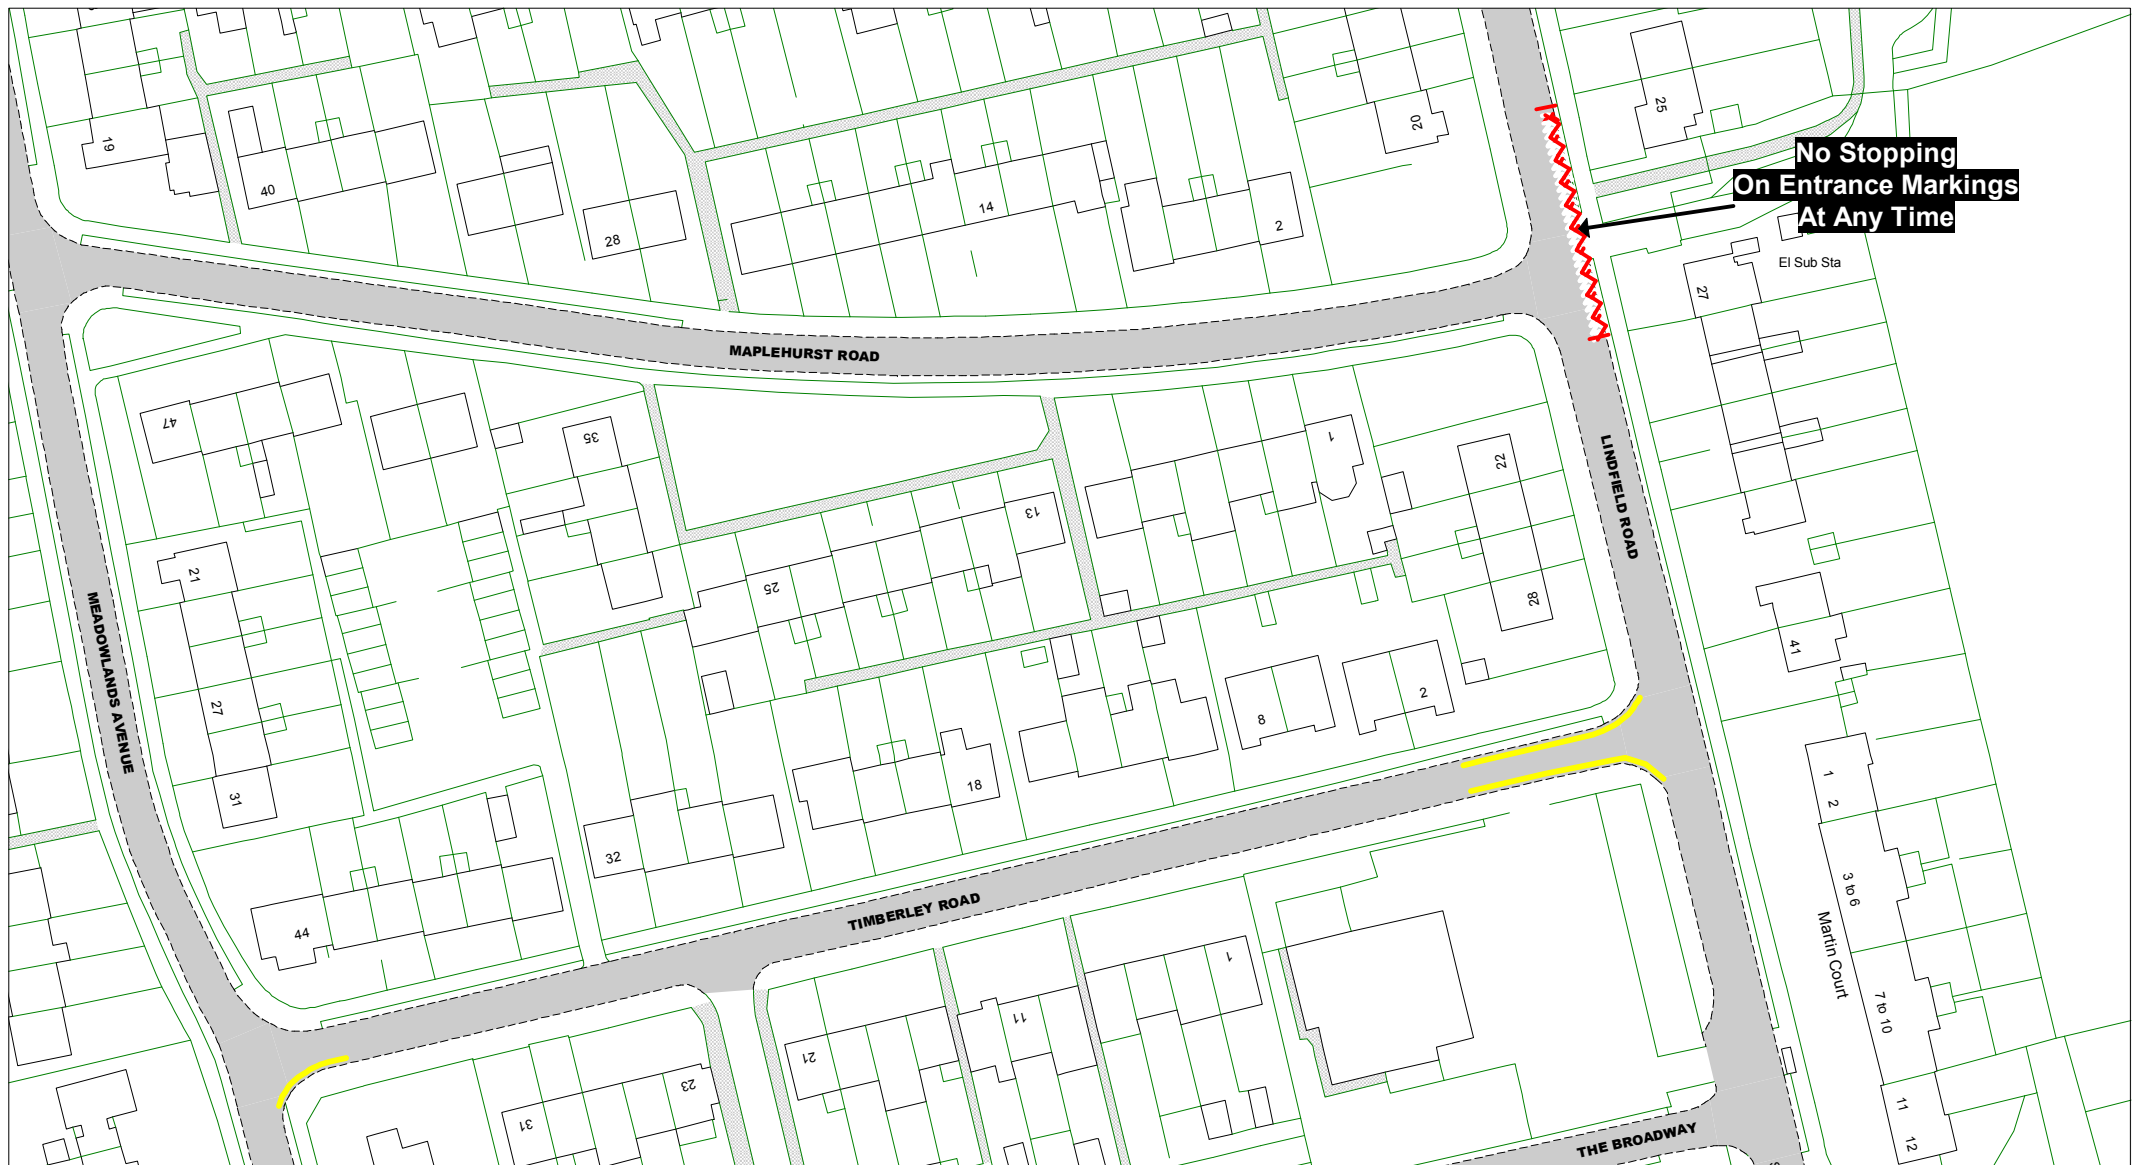 19
40
28
14
2
20
25
No Stopping
On Entrance Markings
At Any Time
El Sub Sta
27
MAPLEHURST ROAD
47
35
1
22
LINDFIELD ROAD
13
25
21
28
41
MEADOWLANDS AVENUE
27
31
8
2
18
32
1
2
3 to 6
44
TIMBERLEY ROAD
Martin Court
1
11
21
7 to 10
23
31
11
12
THE BROADWAY